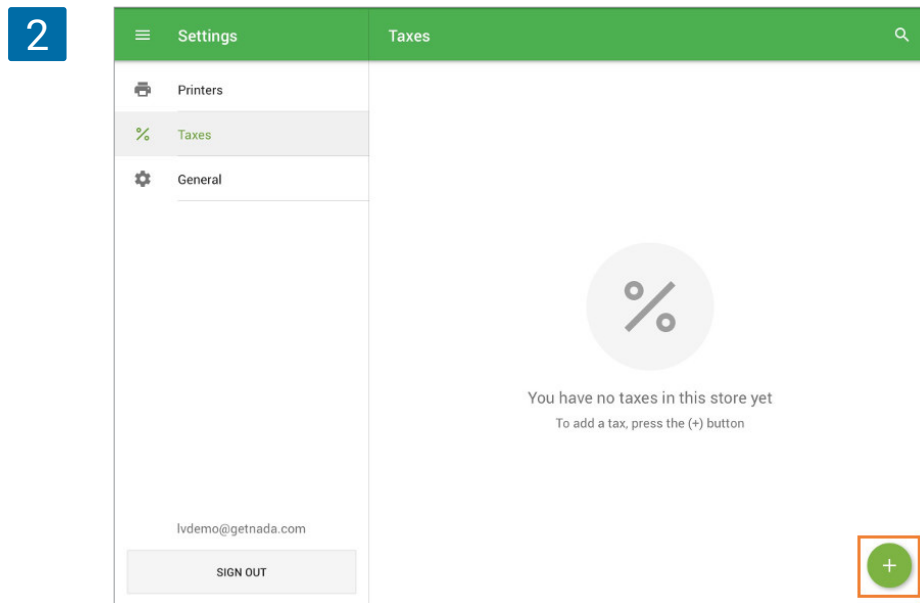 2
Settings
Taxes
Printers
Taxes
General
You have no taxes in this store yet
To add a tax, press the (+) button
lvdemo@getnada.com
SIGN OUT